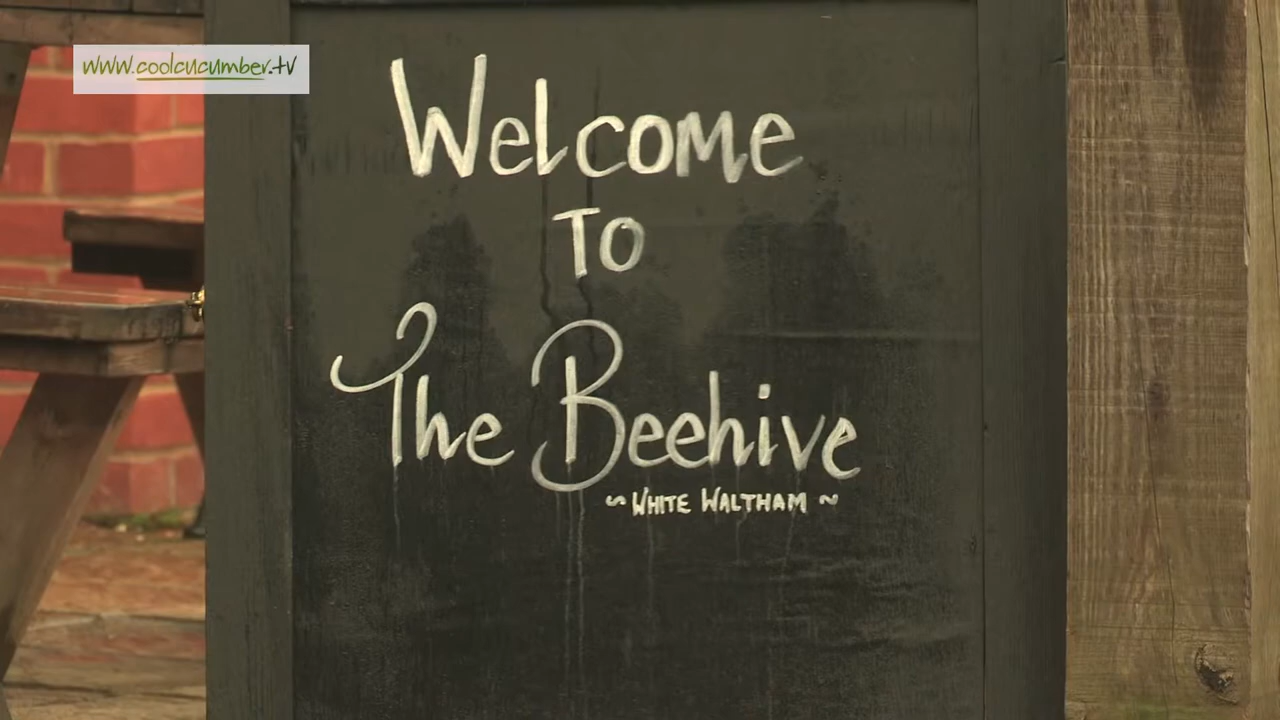 www.coolcucumber.tv
Welcome
To
The Beehive
~ White Waltham ~